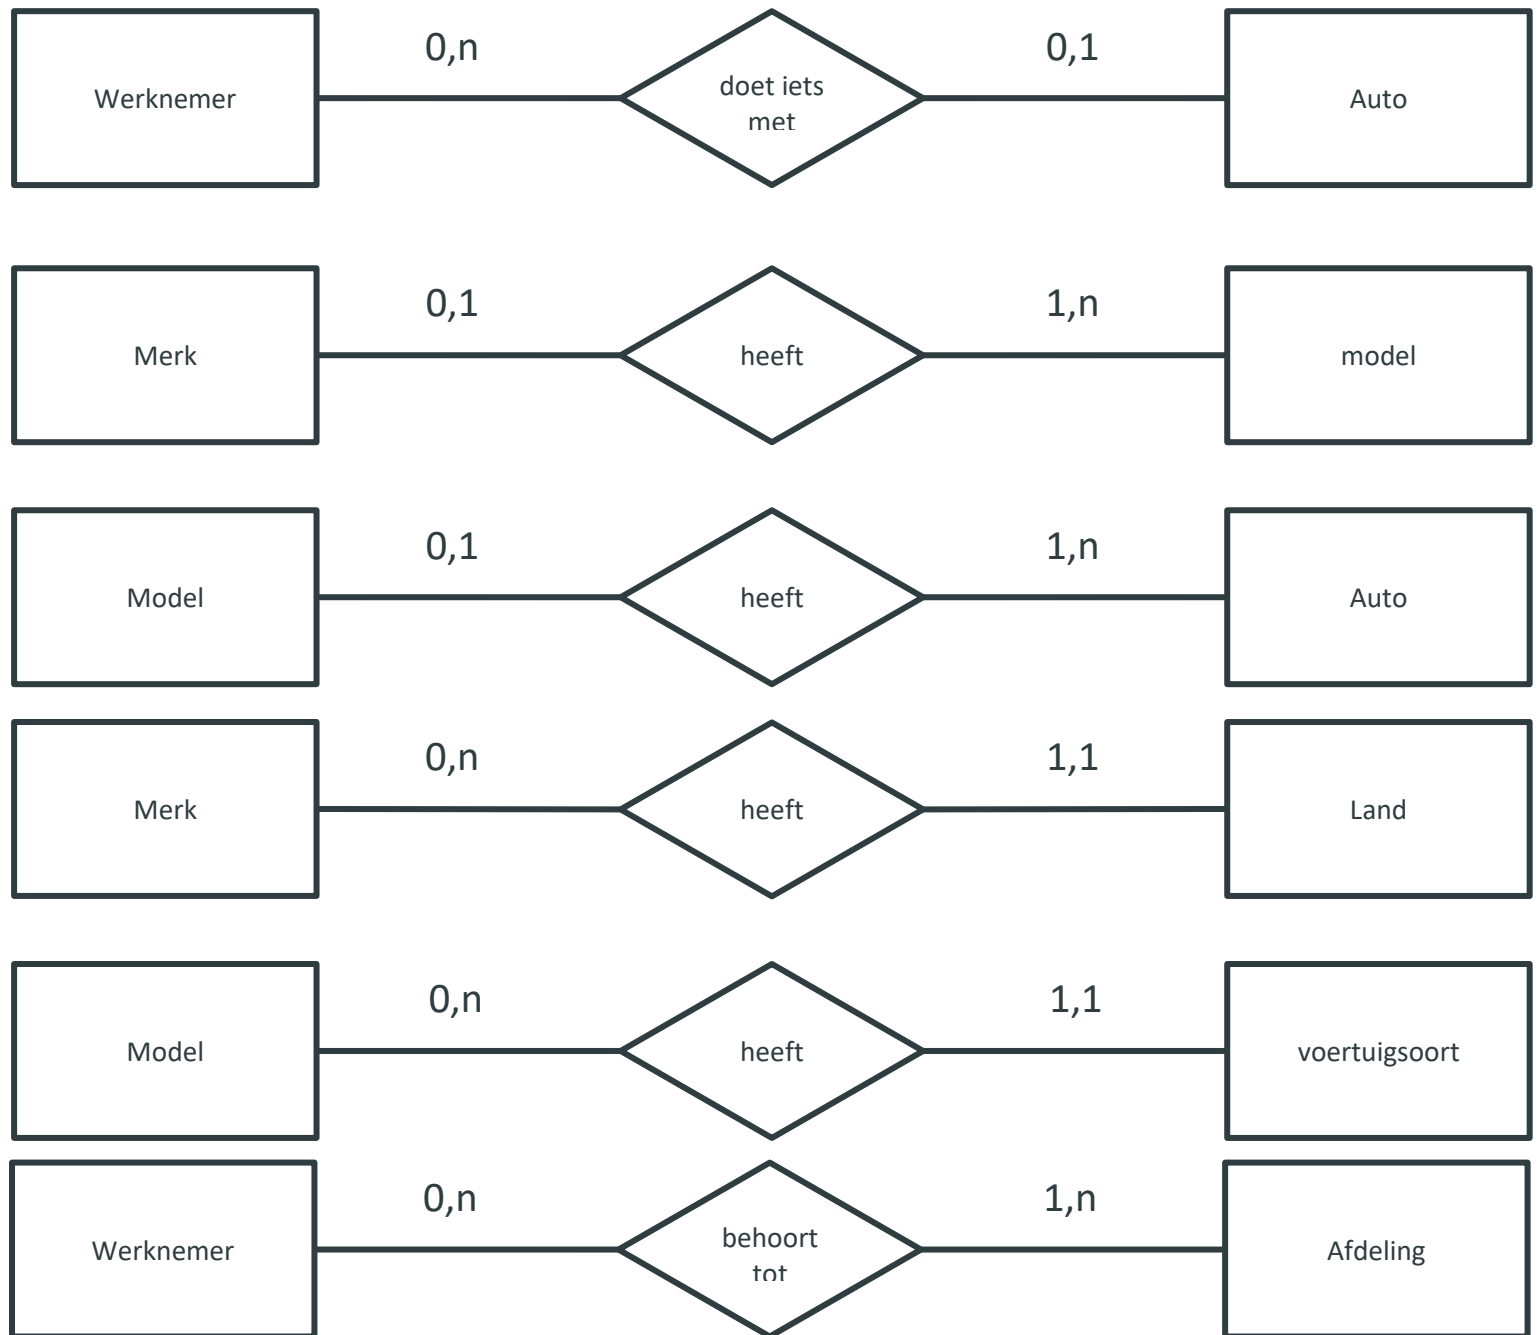 0,n
0,1
Werknemer
doet iets
met
Auto
0,1
1,n
Merk
heeft
model
0,1
1,n
Model
heeft
Auto
0,n
1,1
Merk
heeft
Land
0,n
1,1
Model
heeft
voertuigsoort
0,n
1,n
Werknemer
behoort
tot
Afdeling